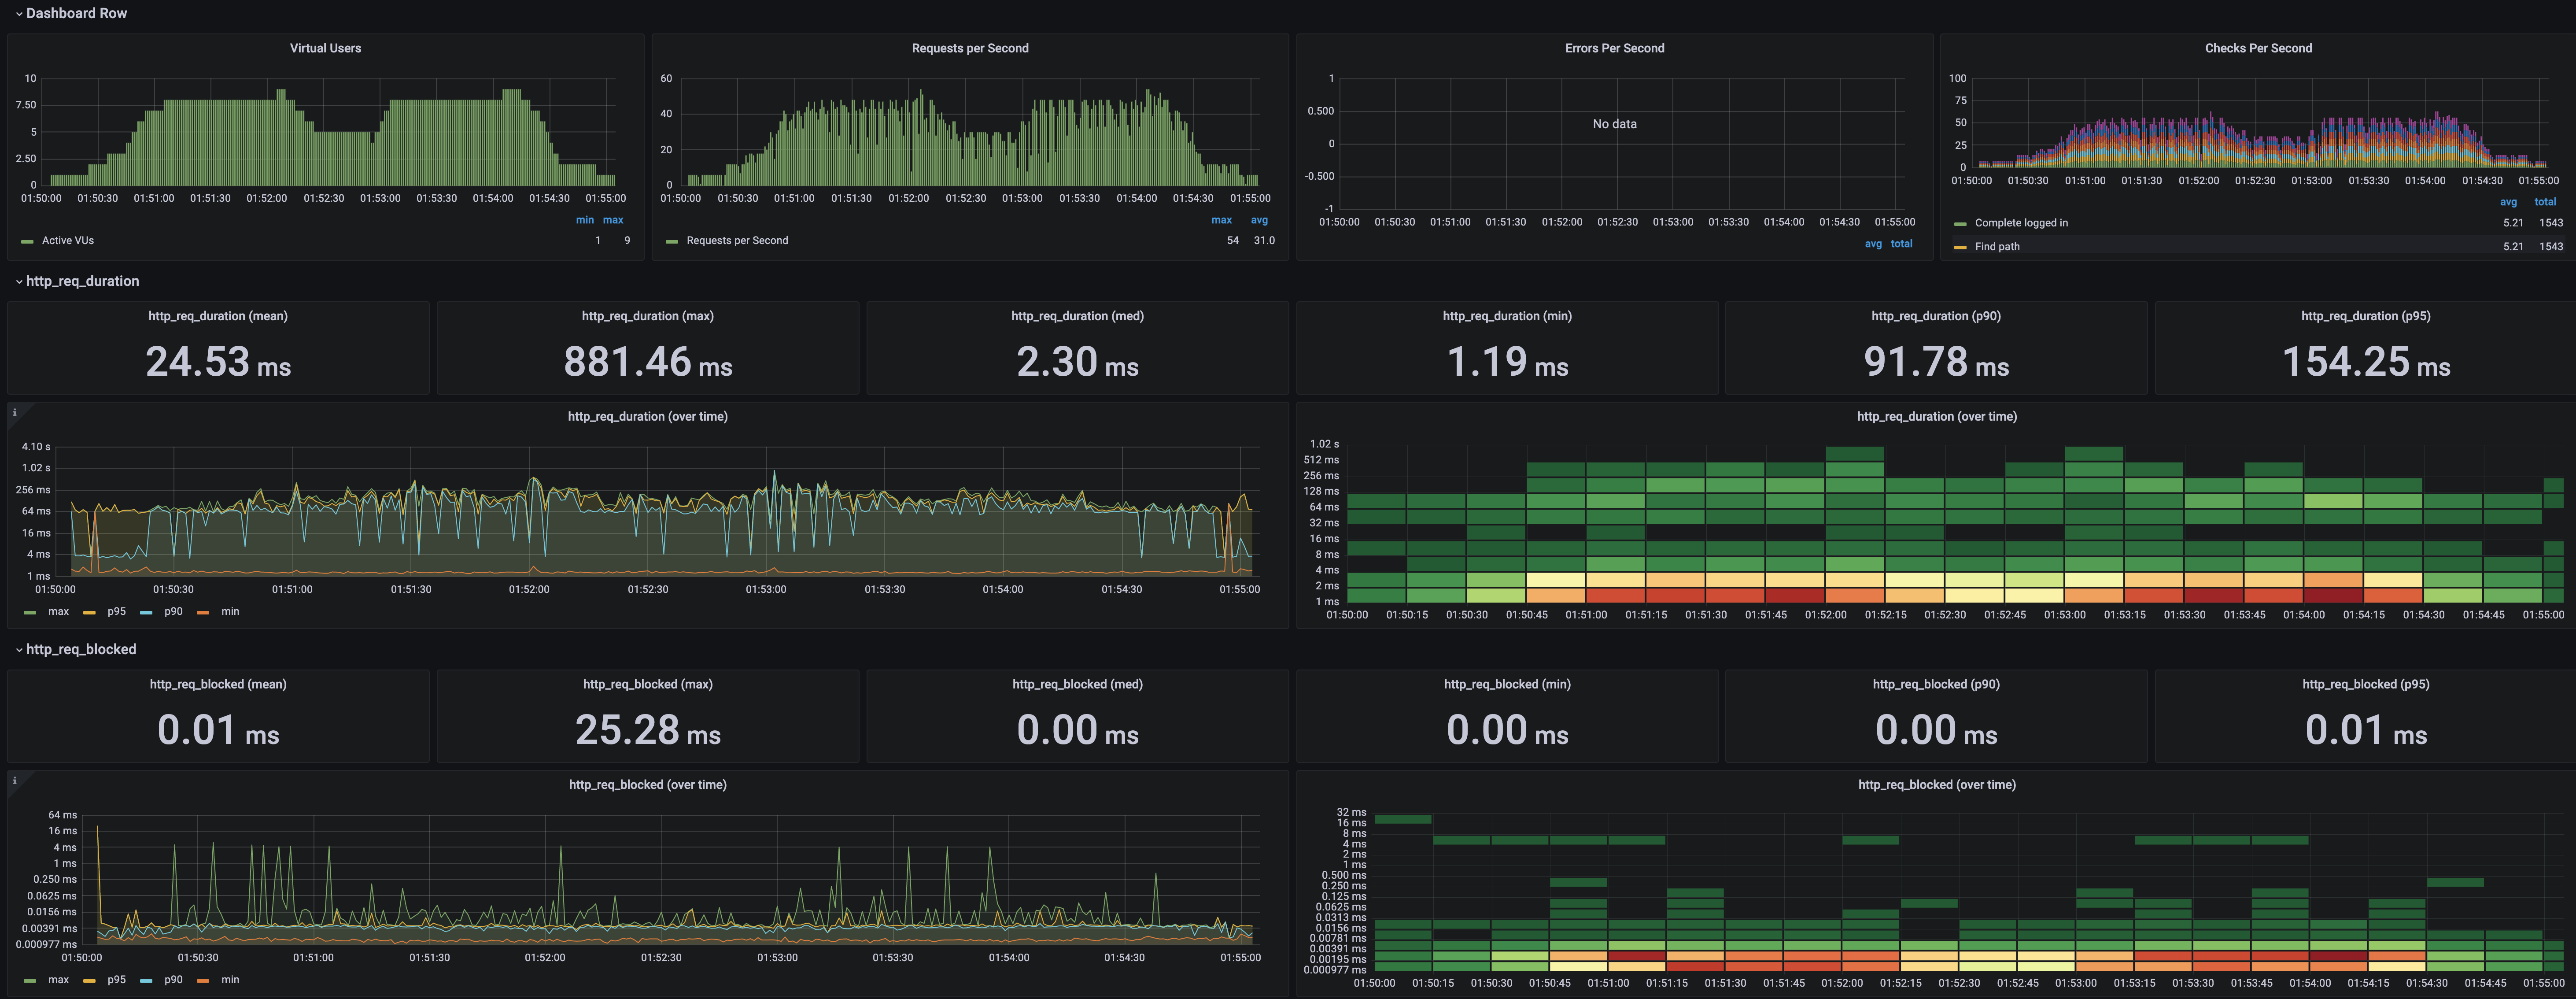 Dashboard Row
Virtual Users
10
7.50
5
2.50
0
01:50:00 01:50:30 01:51:00 01:51:30 01:52:00 01:52:30 01:53:00 01:53:30 01:54:00 01:54:30 01:55:00
min max
Active VUs 1 9
Requests per Second
60
40
20
0
01:50:00 01:50:30 01:51:00 01:51:30 01:52:00 01:52:30 01:53:00 01:53:30 01:54:00 01:54:30 01:55:00
max avg
Requests per Second 54 31.0
Errors Per Second
1
0.500
0
-0.500
-1
No data
01:50:00 01:50:30 01:51:00 01:51:30 01:52:00 01:52:30 01:53:00 01:53:30 01:54:00 01:54:30 01:55:00
avg total
Checks Per Second
100
75
50
25
0
01:50:00 01:50:30 01:51:00 01:51:30 01:52:00 01:52:30 01:53:00 01:53:30 01:54:00 01:54:30 01:55:00
avg total
Complete logged in 5.21 1543
Find path 5.21 1543
http_req_duration
http_req_duration (mean)
24.53 ms
http_req_duration (max)
881.46 ms
http_req_duration (med)
2.30 ms
http_req_duration (min)
1.19 ms
http_req_duration (p90)
91.78 ms
http_req_duration (p95)
154.25 ms
i
http_req_duration (over time)
4.10 s
1.02 s
256 ms
64 ms
16 ms
4 ms
1 ms
01:50:00 01:50:30 01:51:00 01:51:30 01:52:00 01:52:30 01:53:00 01:53:30 01:54:00 01:54:30 01:55:00
max p95 p90 min
http_req_duration (over time)
1.02 s
512 ms
256 ms
128 ms
64 ms
32 ms
16 ms
8 ms
4 ms
2 ms
1 ms
01:50:00 01:50:15 01:50:30 01:50:45 01:51:00 01:51:15 01:51:30 01:51:45 01:52:00 01:52:15 01:52:30 01:52:45 01:53:00 01:53:15 01:53:30 01:53:45 01:54:00 01:54:15 01:54:30 01:54:45 01:55:00
http_req_blocked
http_req_blocked (mean)
0.01 ms
http_req_blocked (max)
25.28 ms
http_req_blocked (med)
0.00 ms
http_req_blocked (min)
0.00 ms
http_req_blocked (p90)
0.00 ms
http_req_blocked (p95)
0.01 ms
i
http_req_blocked (over time)
64 ms
16 ms
4 ms
1 ms
0.250 ms
0.0625 ms
0.0156 ms
0.00391 ms
0.000977 ms
01:50:00 01:50:30 01:51:00 01:51:30 01:52:00 01:52:30 01:53:00 01:53:30 01:54:00 01:54:30 01:55:00
max p95 p90 min
http_req_blocked (over time)
32 ms
16 ms
8 ms
4 ms
2 ms
1 ms
0.500 ms
0.250 ms
0.125 ms
0.0625 ms
0.0313 ms
0.0156 ms
0.00781 ms
0.00391 ms
0.00195 ms
0.000977 ms
01:50:00 01:50:15 01:50:30 01:50:45 01:51:00 01:51:15 01:51:30 01:51:45 01:52:00 01:52:15 01:52:30 01:52:45 01:53:00 01:53:15 01:53:30 01:53:45 01:54:00 01:54:15 01:54:30 01:54:45 01:55:00